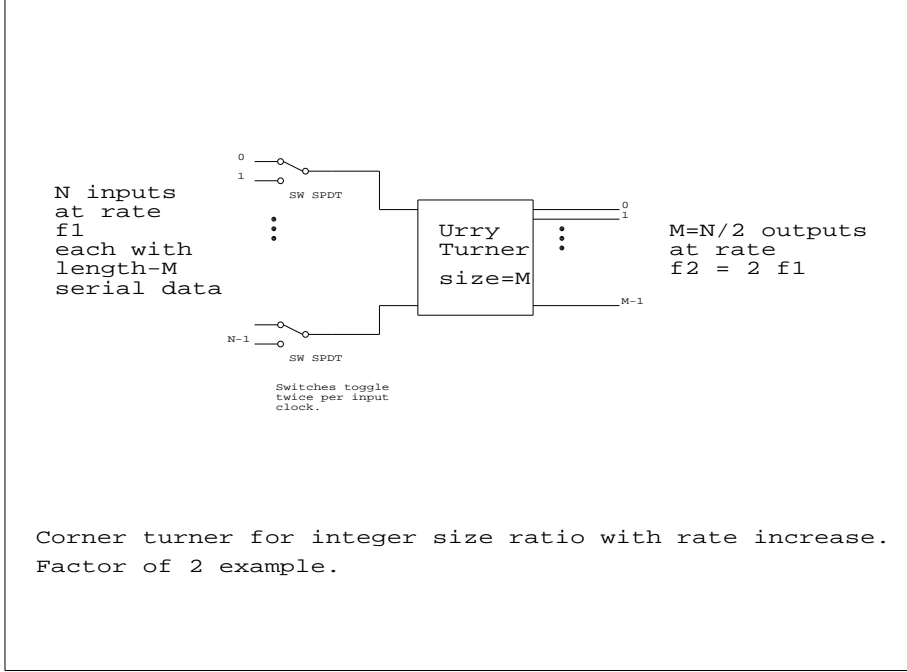 0
1
SW SPDT
N inputs
at rate
f1
each with
length-M
serial data
N-1
SW SPDT
Switches toggle
twice per input
clock.
Urry
Turner
size=M
0
1
M-1
M=N/2 outputs
at rate
f2 = 2 f1
Corner turner for integer size ratio with rate increase.
Factor of 2 example.